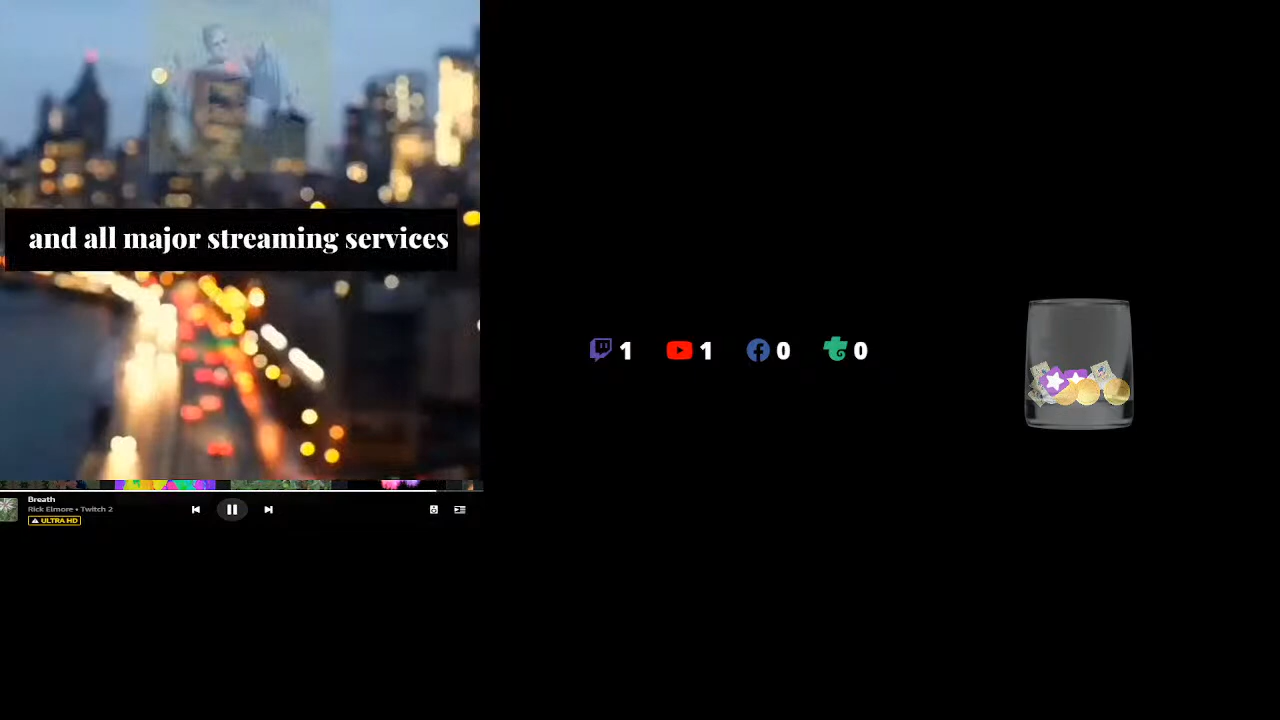 and all major streaming services
1 1 0 0
Breath
Rick Elmore • Twitch 2
ULTRA HD